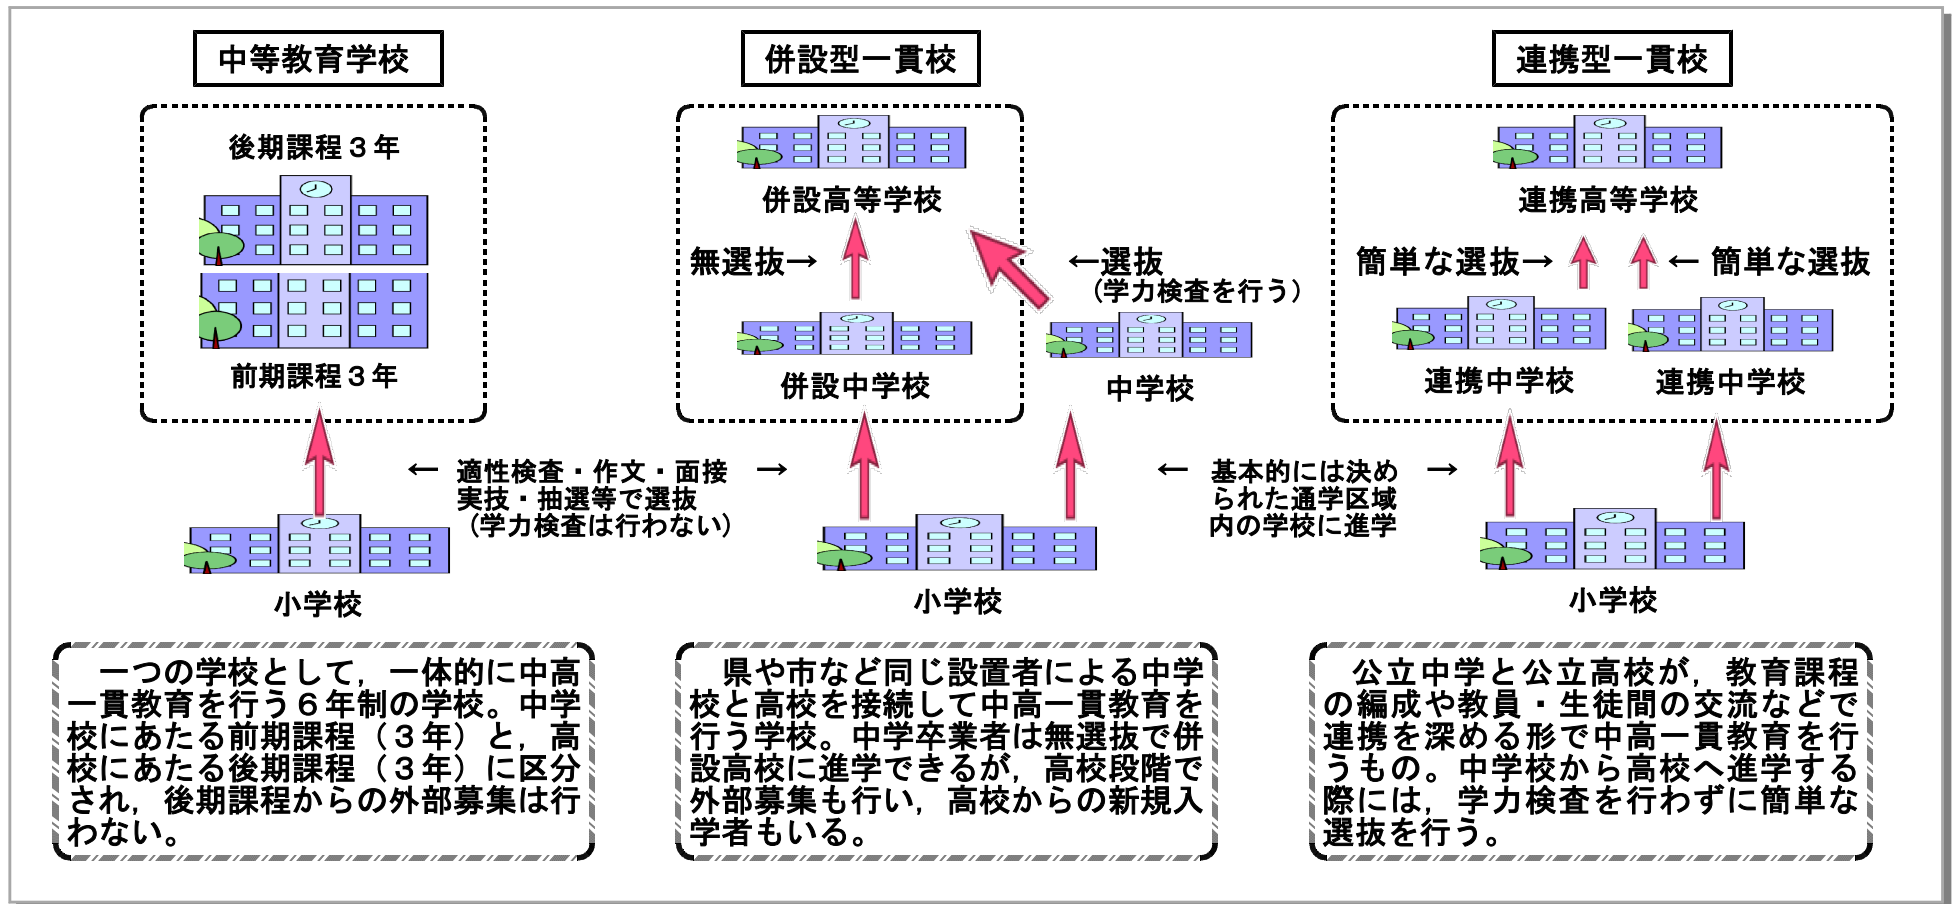 中等教育学校
後期課程３年
前期課程３年
小学校
← 適性検査・作文・面接 →
実技・抽選等で選抜
(学力検査は行わない)
一つの学校として，一体的に中高
一貫教育を行う６年制の学校。中学
校にあたる前期課程（３年）と，高
校にあたる後期課程（３年）に区分
され，後期課程からの外部募集は行
わない。
併設型一貫校
併設高等学校
無選抜→
←選抜
(学力検査を行う)
併設中学校
中学校
小学校
← 基本的には決め →
られた通学区域
内の学校に進学
県や市など同じ設置者による中学
校と高校を接続して中高一貫教育を
行う学校。中学卒業者は無選抜で併
設高校に進学できるが，高校段階で
外部募集も行い，高校からの新規入
学者もいる。
連携型一貫校
連携高等学校
簡単な選抜→
← 簡単な選抜
連携中学校
連携中学校
小学校
公立中学と公立高校が，教育課程
の編成や教員・生徒間の交流などで
連携を深める形で中高一貫教育を行
うもの。中学校から高校へ進学する
際には，学力検査を行わずに簡単な
選抜を行う。